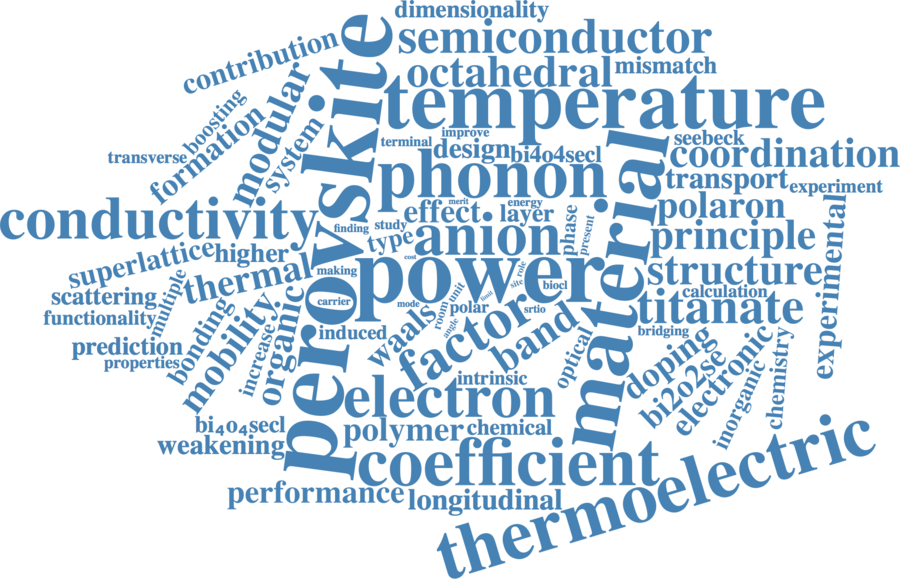 dimensionality
contribution
semiconductor
perovskite
octahedral
mismatch
boosting
modular
temperature
formation
system
improve
terminal
design
bi4o4secl
seebeck
coordination
transverse
phonon
material
transport
experiment
conductivity
merit
energy
effect
layer
finding
study
type
anion
phase
present
polaron
principle
experimental
superlattice
higher
thermal
making
cost
power
site
role
biocl
structure
calculation
scattering
multiple
functionality
carrier
mode
unit
limit
room
polar
srtio
titanate
bonding
mobility
increase
organic
induced
waals
angle
factor
band
optical
bridging
prediction
properties
doping
bi2o2se
electronic
inorganic
chemistry
intrinsic
electron
bi₄o₄secl
weakening
polymer
chemical
coefficient
performance
longitudinal
thermoelectric